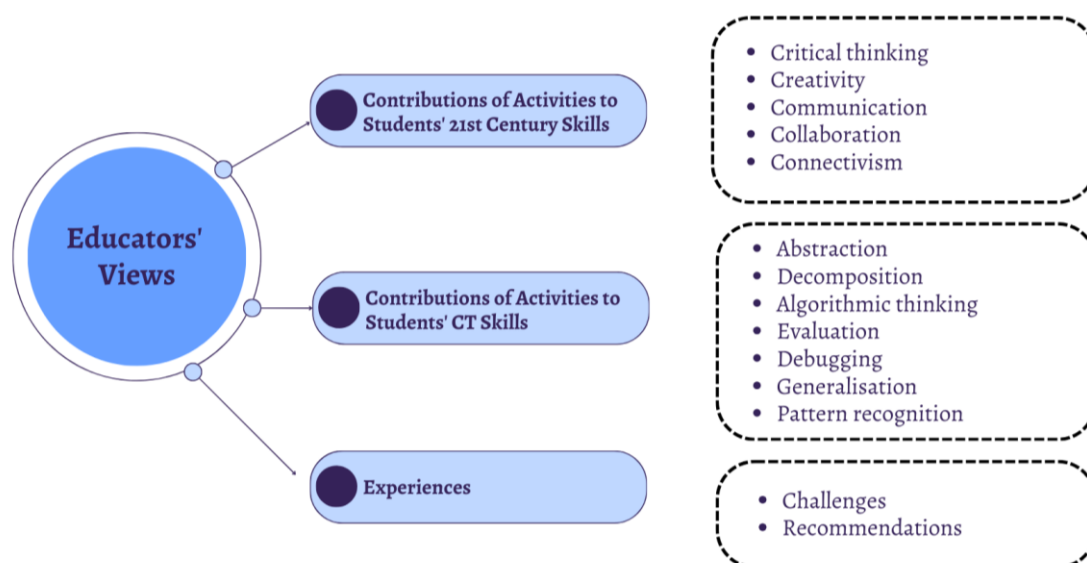 Educators'
Views
Contributions of Activities to
Students' 21st Century Skills
• Critical thinking
• Creativity
• Communication
• Collaboration
• Connectivism
Contributions of Activities to
Students' CT Skills
• Abstraction
• Decomposition
• Algorithmic thinking
• Evaluation
• Debugging
• Generalisation
• Pattern recognition
Experiences
• Challenges
• Recommendations